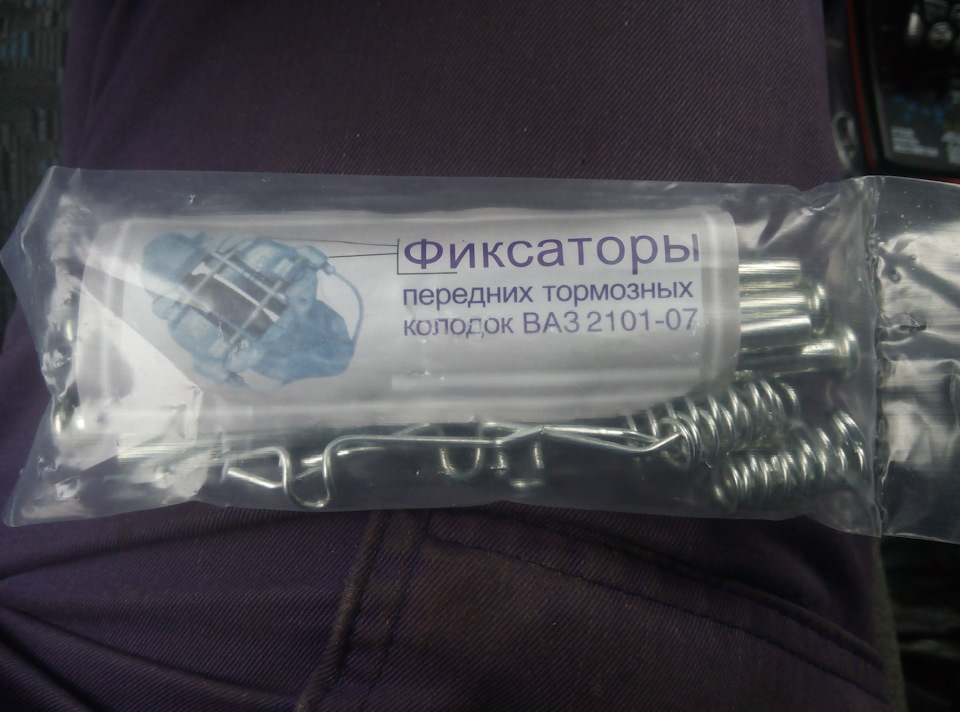 Фиксаторы
передних тормозных
колодок ВАЗ 2101-07